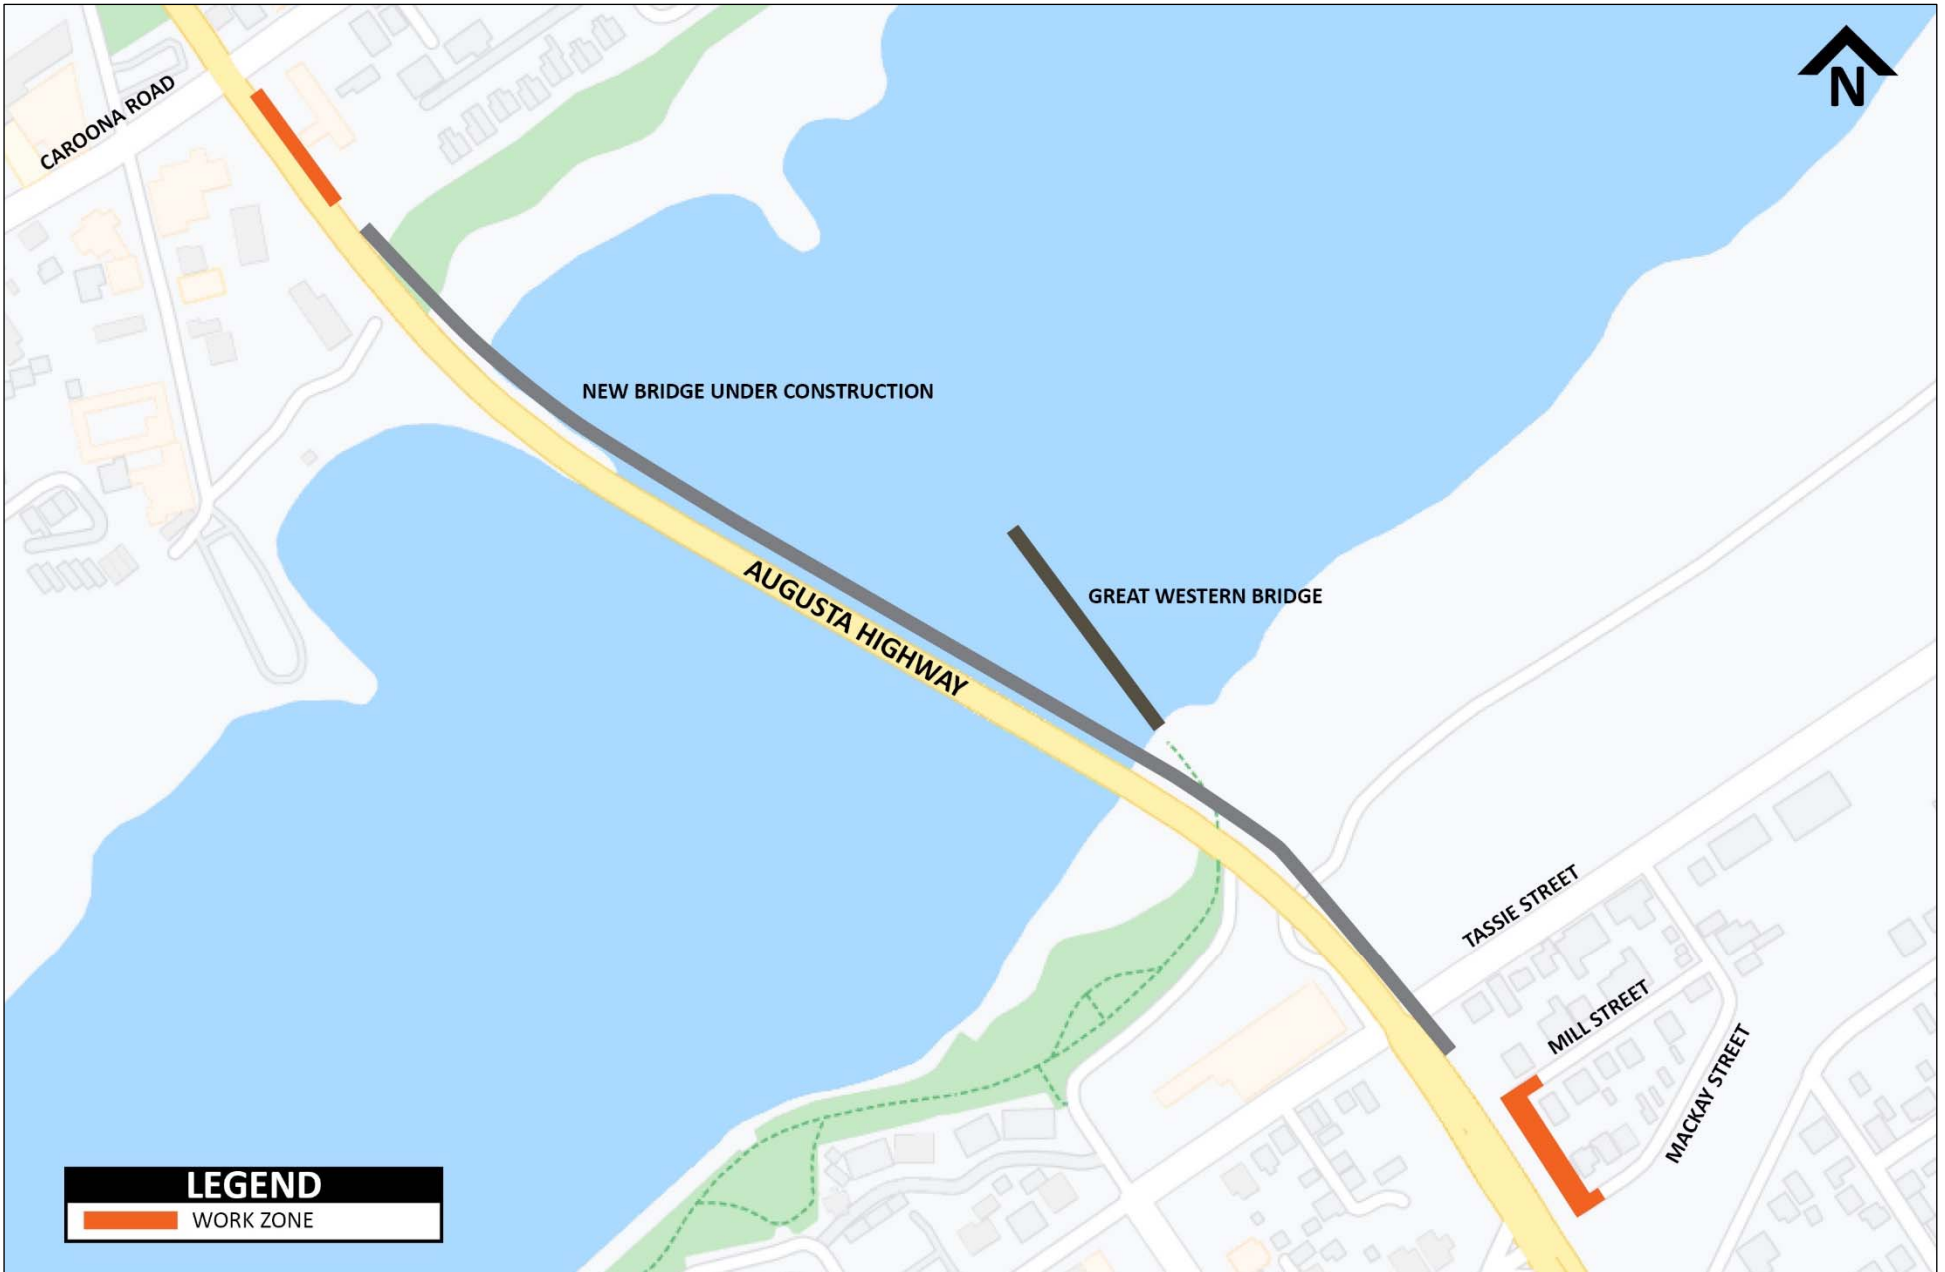 N
CAROONA ROAD
NEW BRIDGE UNDER CONSTRUCTION
GREAT WESTERN BRIDGE
AUGUSTA HIGHWAY
TASSIE STREET
MILL STREET
MACKAY STREET
LEGEND
WORK ZONE